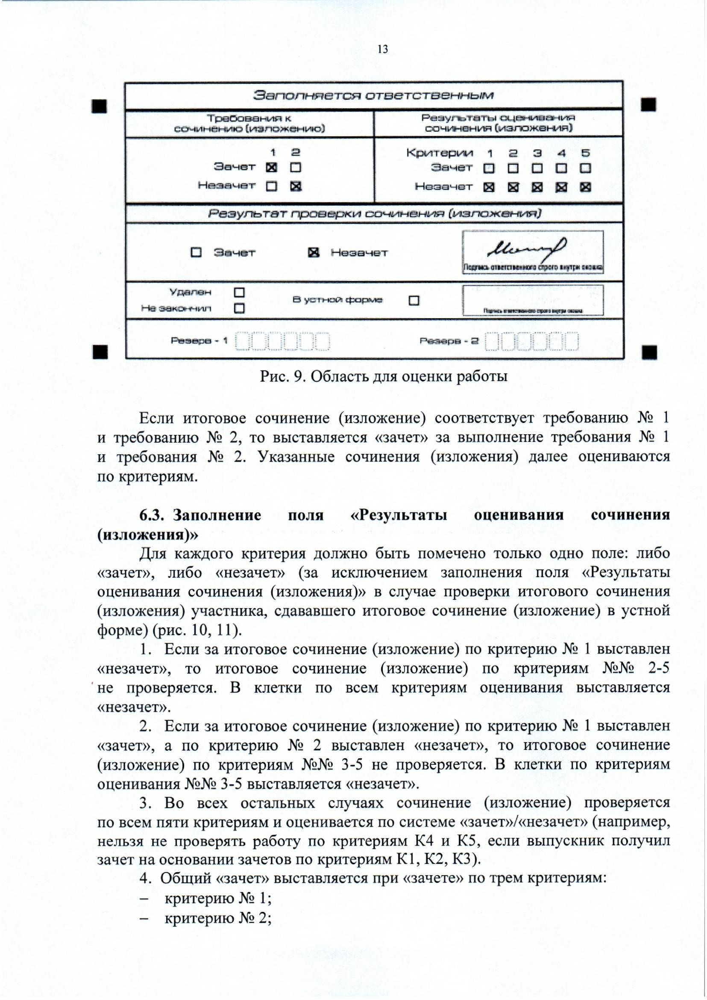 13
Заполняется ответственным
Требования к
сочинению (изложению)
Результаты оценивания
сочинения (изложения)
1 2
Зачет
Незачет
Критерии 1 2 3 4 5
Зачет
Незачет
Результат проверки сочинения (изложения)
Зачет Незачет
Подпись ответственного строго внутри окошка
Удален
Не закончил
В устной форме
Подпись ответственного строго внутри окошка
Резерв - 1 Резерв - 2
Рис. 9. Область для оценки работы
Если итоговое сочинение (изложение) соответствует требованию № 1
и требованию № 2, то выставляется «зачет» за выполнение требования № 1
и требования № 2. Указанные сочинения (изложения) далее оцениваются
по критериям.
6.3. Заполнение поля «Результаты оценивания сочинения
(изложения)»
Для каждого критерия должно быть помечено только одно поле: либо
«зачет», либо «незачет» (за исключением заполнения поля «Результаты
оценивания сочинения (изложения)» в случае проверки итогового сочинения
(изложения) участника, сдававшего итоговое сочинение (изложение) в устной
форме) (рис. 10, 11).
1. Если за итоговое сочинение (изложение) по критерию № 1 выставлен
«незачет», то итоговое сочинение (изложение) по критериям №№ 2-5
не проверяется. В клетки по всем критериям оценивания выставляется
«незачет».
2. Если за итоговое сочинение (изложение) по критерию № 1 выставлен
«зачет», а по критерию № 2 выставлен «незачет», то итоговое сочинение
(изложение) по критериям №№ 3-5 не проверяется. В клетки по критериям
оценивания №№ 3-5 выставляется «незачет».
3. Во всех остальных случаях сочинение (изложение) проверяется
по всем пяти критериям и оценивается по системе «зачет»/«незачет» (например,
нельзя не проверять работу по критериям К4 и К5, если выпускник получил
зачет на основании зачетов по критериям К1, К2, К3).
4. Общий «зачет» выставляется при «зачете» по трем критериям:
– критерию № 1;
– критерию № 2;